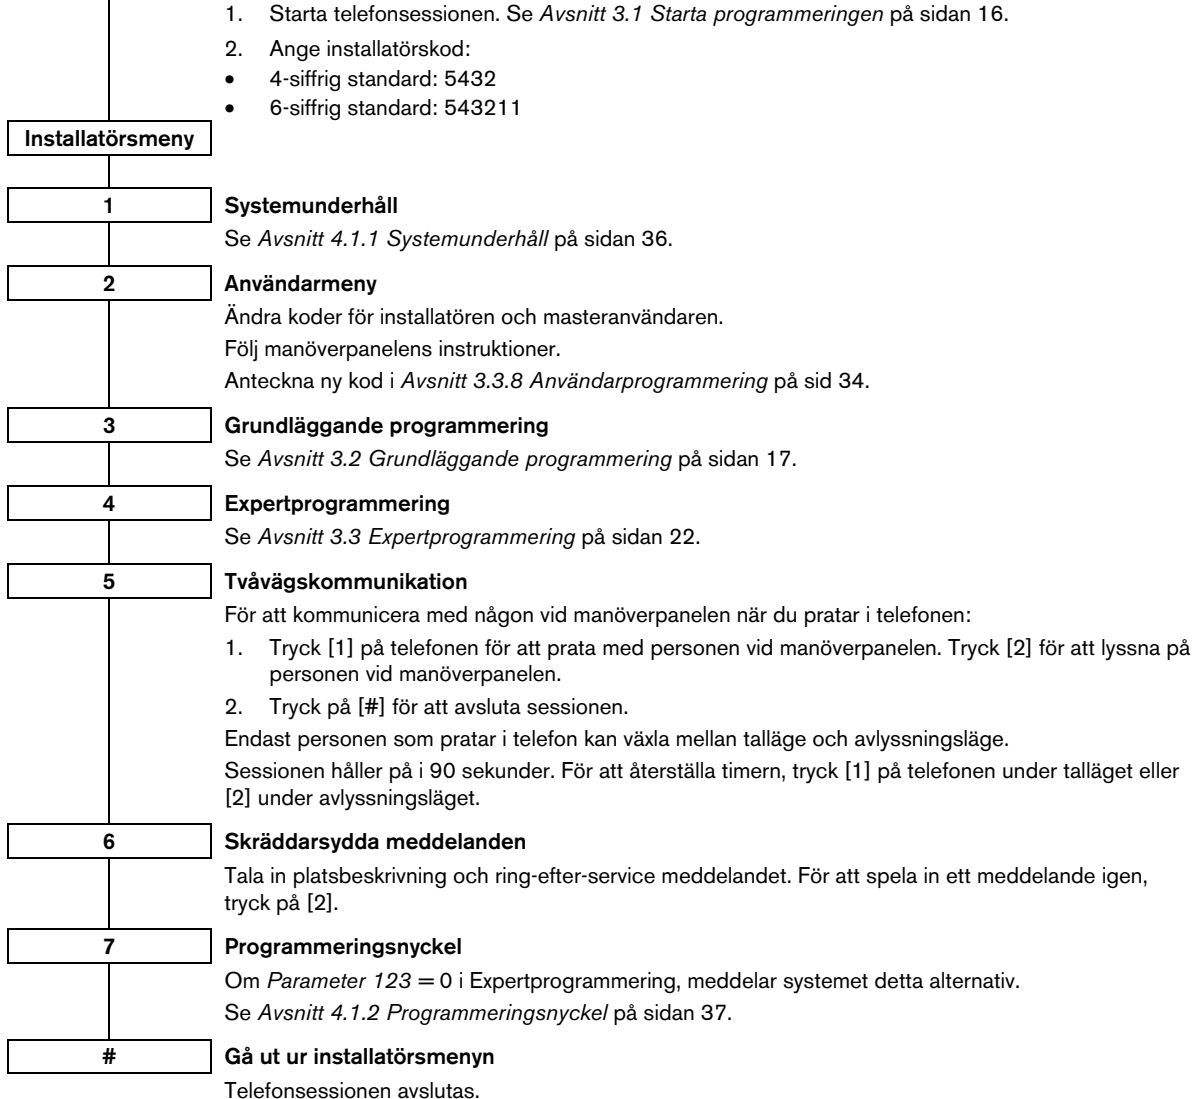 1. Starta telefonsessionen. Se Avsnitt 3.1 Starta programmeringen på sidan 16.
2. Ange installatörskod:
• 4-siffrig standard: 5432
• 6-siffrig standard: 543211
Installatörsmeny
1 Systemunderhåll
Se Avsnitt 4.1.1 Systemunderhåll på sidan 36.
2 Användarmeny
Ändra koder för installatören och masteranvändaren.
Följ manöverpanelens instruktioner.
Anteckna ny kod i Avsnitt 3.3.8 Användarprogrammering på sid 34.
3 Grundläggande programmering
Se Avsnitt 3.2 Grundläggande programmering på sidan 17.
4 Expertprogrammering
Se Avsnitt 3.3 Expertprogrammering på sidan 22.
5 Tvåvägskommunikation
För att kommunicera med någon vid manöverpanelen när du pratar i telefonen:
1. Tryck [1] på telefonen för att prata med personen vid manöverpanelen. Tryck [2] för att lyssna på
personen vid manöverpanelen.
2. Tryck på [#] för att avsluta sessionen.
Endast personen som pratar i telefon kan växla mellan talläge och avlyssningsläge.
Sessionen håller på i 90 sekunder. För att återställa timern, tryck [1] på telefonen under talläget eller
[2] under avlyssningsläget.
6 Skräddarsydda meddelanden
Tala in platsbeskrivning och ring-efter-service meddelandet. För att spela in ett meddelande igen,
tryck på [2].
7 Programmeringsnyckel
Om Parameter 123 = 0 i Expertprogrammering, meddelar systemet detta alternativ.
Se Avsnitt 4.1.2 Programmeringsnyckel på sidan 37.
# Gå ut ur installatörsmenyn
Telefonsessionen avslutas.